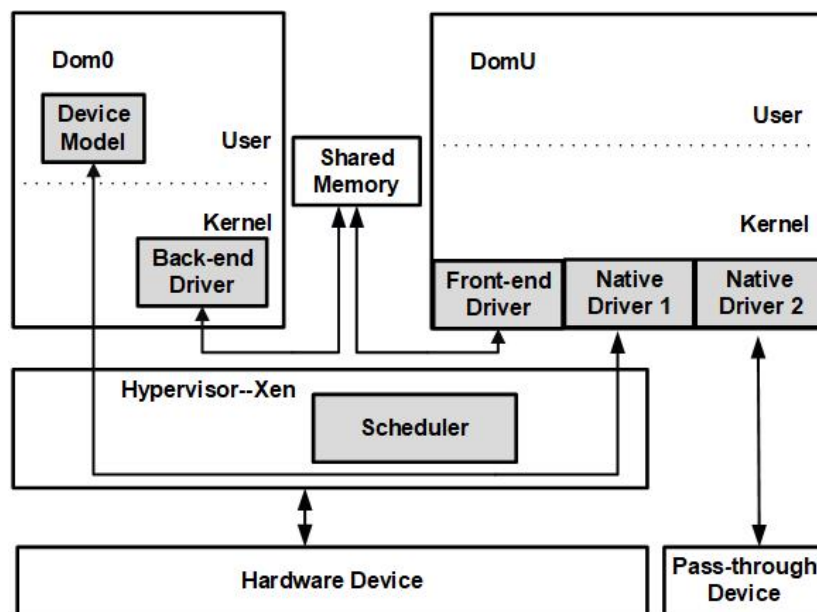 Dom0
Device
Model
User
Kernel
Back-end
Driver
Shared
Memory
DomU
User
Kernel
Front-end
Driver
Native
Driver 1
Native
Driver 2
Hypervisor--Xen
Scheduler
Hardware Device
Pass-through
Device